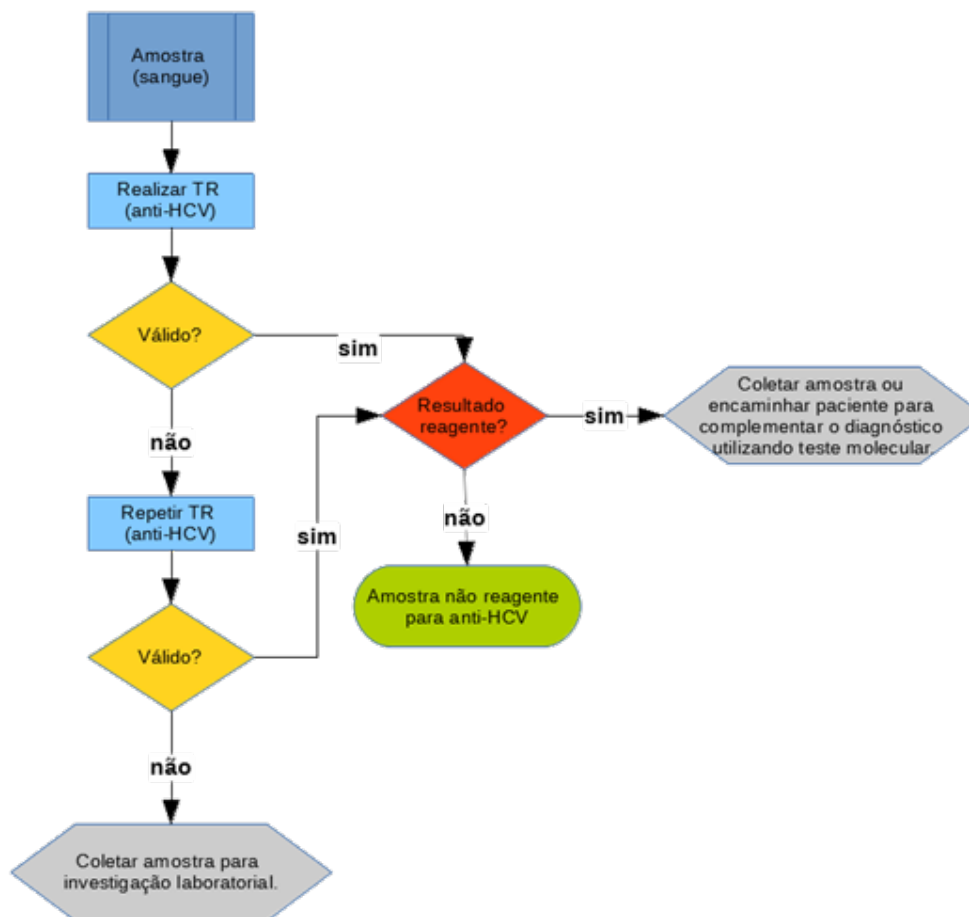 Amostra
(sangue)
Realizar TR
(anti-HCV)
Válido?
sim
Resultado
reagente?
sim
Coletar amostra ou
encaminhar paciente para
complementar o diagnóstico
utilizando teste molecular.
não
Repetir TR
(anti-HCV)
sim
não
Amostra não reagente
para anti-HCV
Válido?
não
Coletar amostra para
investigação laboratorial.